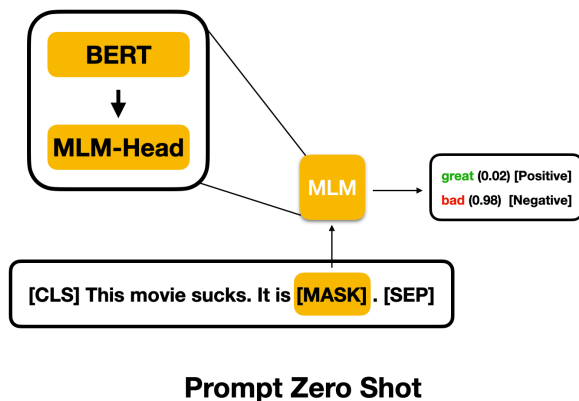 BERT
MLM-Head
MLM
great (0.02) [Positive]
bad (0.98) [Negative]
[CLS] This movie sucks. It is [MASK] . [SEP]
Prompt Zero Shot